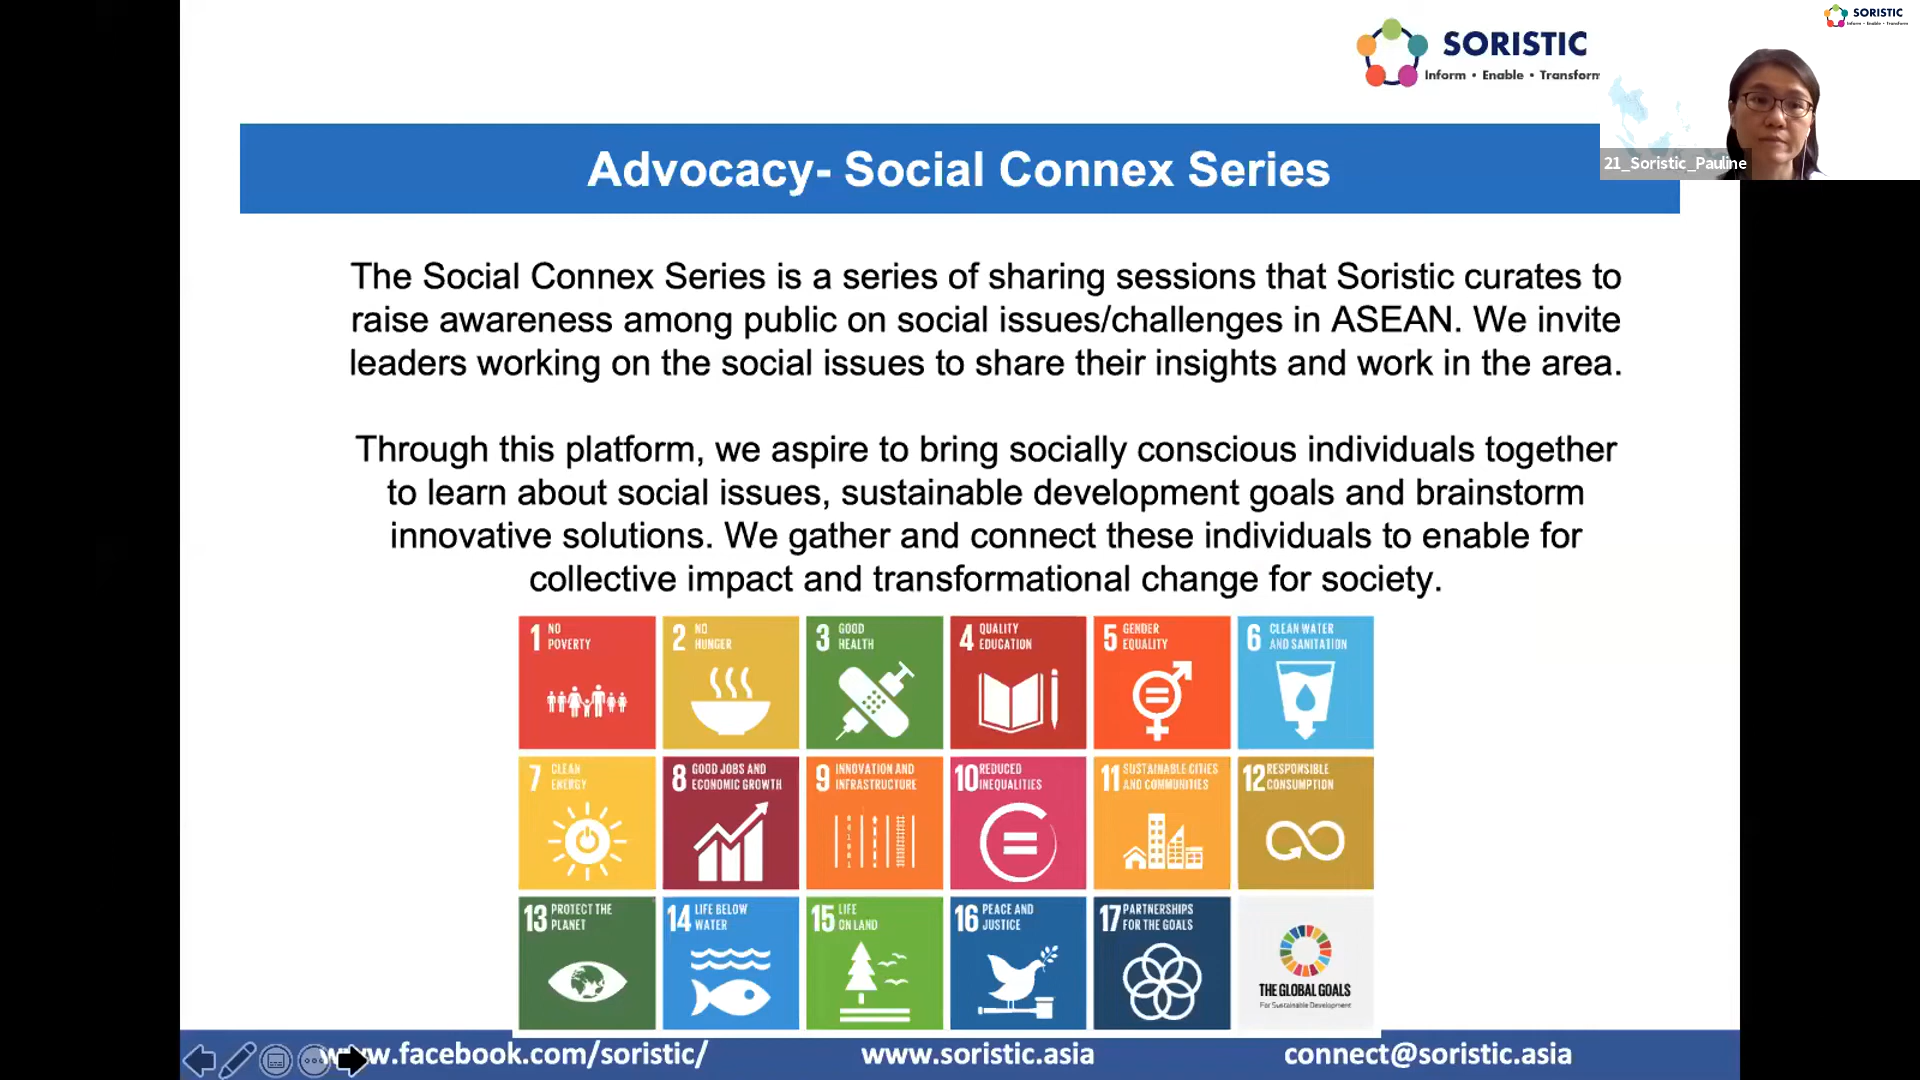 SORISTIC
Inform • Enable • Transform
SORISTIC
Inform • Enable • Transform
21_Soristic_Pauline
Advocacy- Social Connex Series
The Social Connex Series is a series of sharing sessions that Soristic curates to
raise awareness among public on social issues/challenges in ASEAN. We invite
leaders working on the social issues to share their insights and work in the area.
Through this platform, we aspire to bring socially conscious individuals together
to learn about social issues, sustainable development goals and brainstorm
innovative solutions. We gather and connect these individuals to enable for
collective impact and transformational change for society.
1 NO
POVERTY
2 NO
HUNGER
3 GOOD
HEALTH
4 QUALITY
EDUCATION
5 GENDER
EQUALITY
6 CLEAN WATER
AND SANITATION
7 CLEAN
ENERGY
8 GOOD JOBS AND
ECONOMIC GROWTH
9 INNOVATION AND
INFRASTRUCTURE
10 REDUCED
INEQUALITIES
11 SUSTAINABLE CITIES
AND COMMUNITIES
12 RESPONSIBLE
CONSUMPTION
13 PROTECT THE
PLANET
14 LIFE BELOW
WATER
15 LIFE
ON LAND
16 PEACE AND
JUSTICE
17 PARTNERSHIPS
FOR THE GOALS
THE GLOBAL GOALS
For Sustainable Development
www.facebook.com/soristic/
www.soristic.asia
connect@soristic.asia